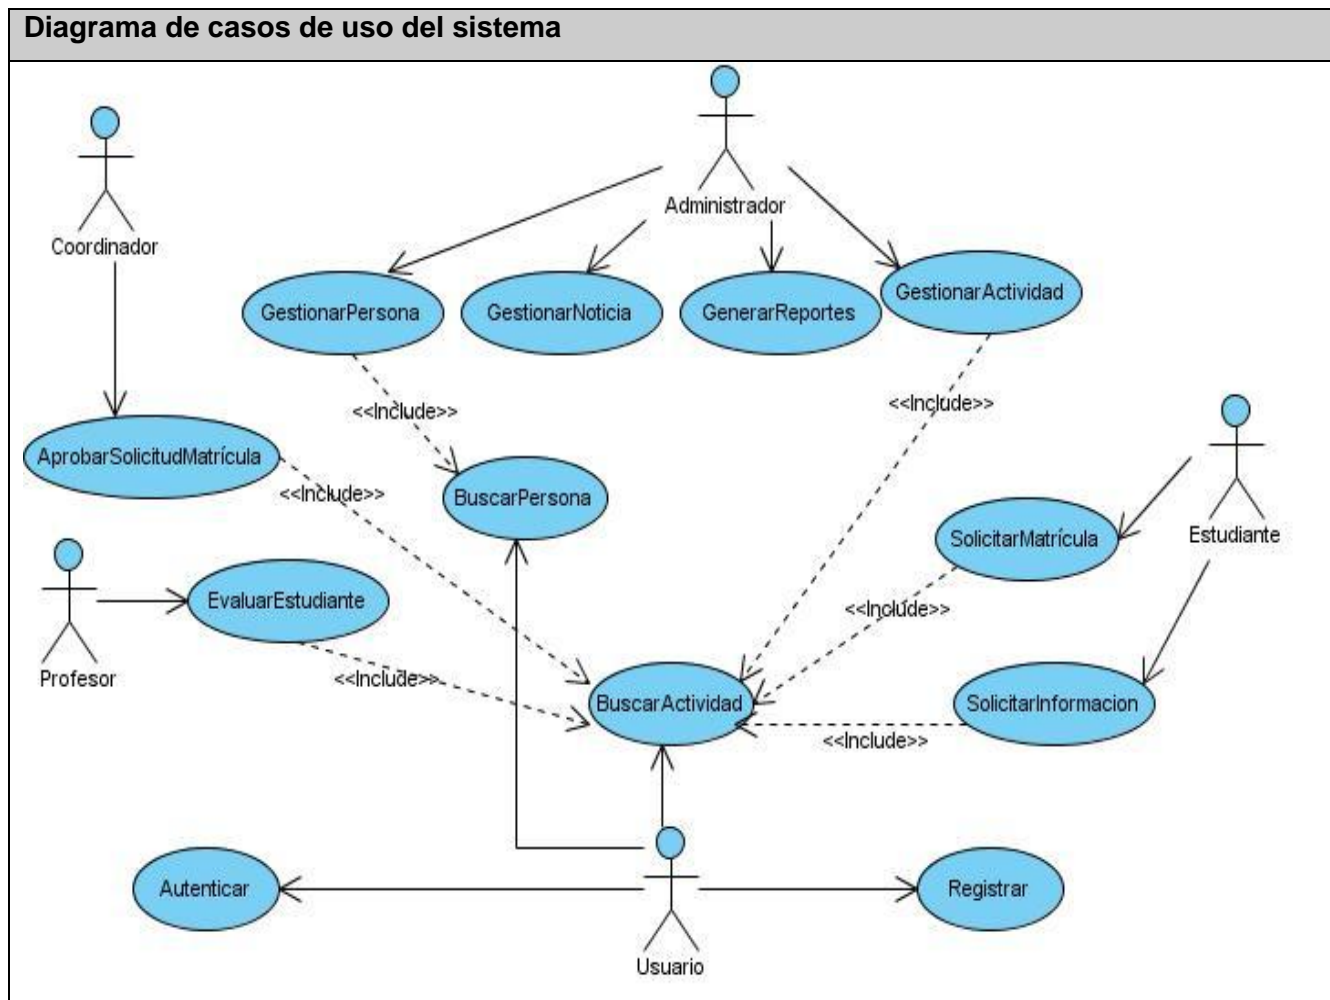 Diagrama de casos de uso del sistema
Administrador
Coordinador
GestionarPersona
GestionarNoticia
GenerarReportes
GestionarActividad
<<Include>>
<<Include>>
AprobarSolicitudMatrícula
<<Include>>
BuscarPersona
SolicitarMatrícula
Estudiante
EvaluarEstudiante
<<Include>>
Profesor
<<Include>>
BuscarActividad
SolicitarInformacion
<<Include>>
Autenticar
Registrar
Usuario